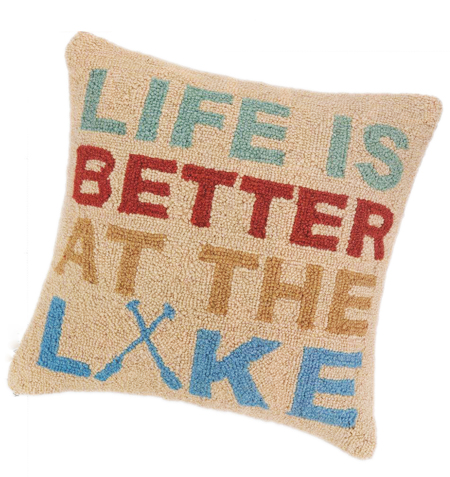 LIFE IS
BETTER
AT THE
LAKE